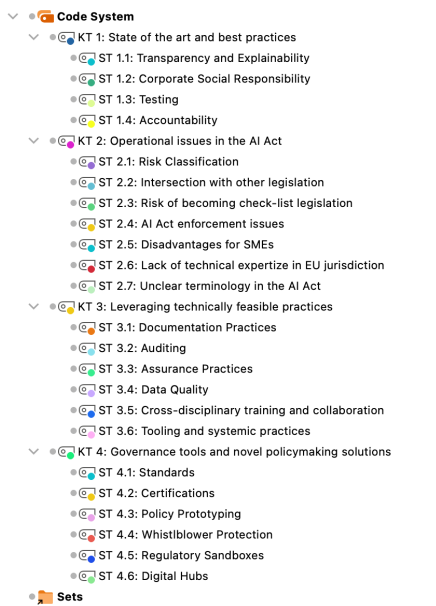 Code System
KT 1: State of the art and best practices
ST 1.1: Transparency and Explainability
ST 1.2: Corporate Social Responsibility
ST 1.3: Testing
ST 1.4: Accountability
KT 2: Operational issues in the AI Act
ST 2.1: Risk Classification
ST 2.2: Intersection with other legislation
ST 2.3: Risk of becoming check-list legislation
ST 2.4: AI Act enforcement issues
ST 2.5: Disadvantages for SMEs
ST 2.6: Lack of technical expertize in EU jurisdiction
ST 2.7: Unclear terminology in the AI Act
KT 3: Leveraging technically feasible practices
ST 3.1: Documentation Practices
ST 3.2: Auditing
ST 3.3: Assurance Practices
ST 3.4: Data Quality
ST 3.5: Cross-disciplinary training and collaboration
ST 3.6: Tooling and systemic practices
KT 4: Governance tools and novel policymaking solutions
ST 4.1: Standards
ST 4.2: Certifications
ST 4.3: Policy Prototyping
ST 4.4: Whistlblower Protection
ST 4.5: Regulatory Sandboxes
ST 4.6: Digital Hubs
Sets